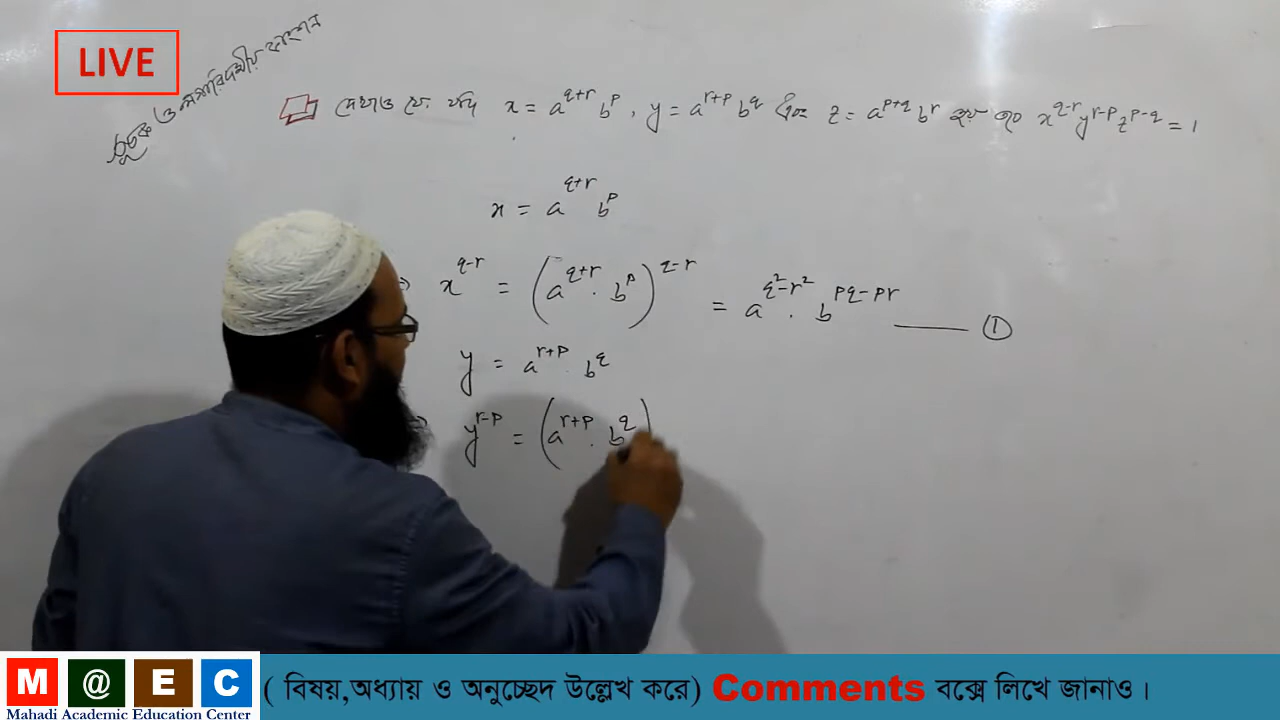 LIVE
সূচক ও লগারিদমীয় ফাংশন
দেখাও যে, যদি x = a^{q+r} b^p, y = a^{r+p} b^q এবং z = a^{p+q} b^r হয় তবে x^{q-r} y^{r-p} z^{p-q} = 1
x = a^{q+r} b^p
⇒ x^{q-r} = (a^{q+r} · b^p)^{q-r} = a^{q²-r²} · b^{pq-pr} —— ①
y = a^{r+p} · b^q
⇒ y^{r-p} = (a^{r+p} · b^q)
M @ E C
Mahadi Academic Education Center
( বিষয়,অধ্যায় ও অনুচ্ছেদ উল্লেখ করে) Comments বক্সে লিখে জানাও।